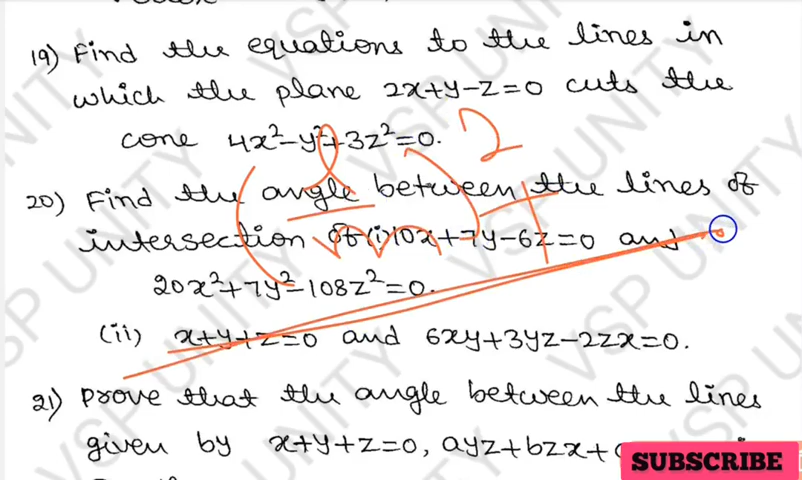 19) Find the equations to the lines in
which the plane 2x+y-z=0 cuts the
cone 4x²-y²+3z²=0.
20) Find the angle between the lines of
intersection of (i) 10x+7y-6z=0 and
20x²+7y²-108z²=0.
(ii) x+y+z=0 and 6xy+3yz-2zx=0.
21) Prove that the angle between the lines
given by x+y+z=0, ayz+bzx+
SUBSCRIBE
VSP UNITY